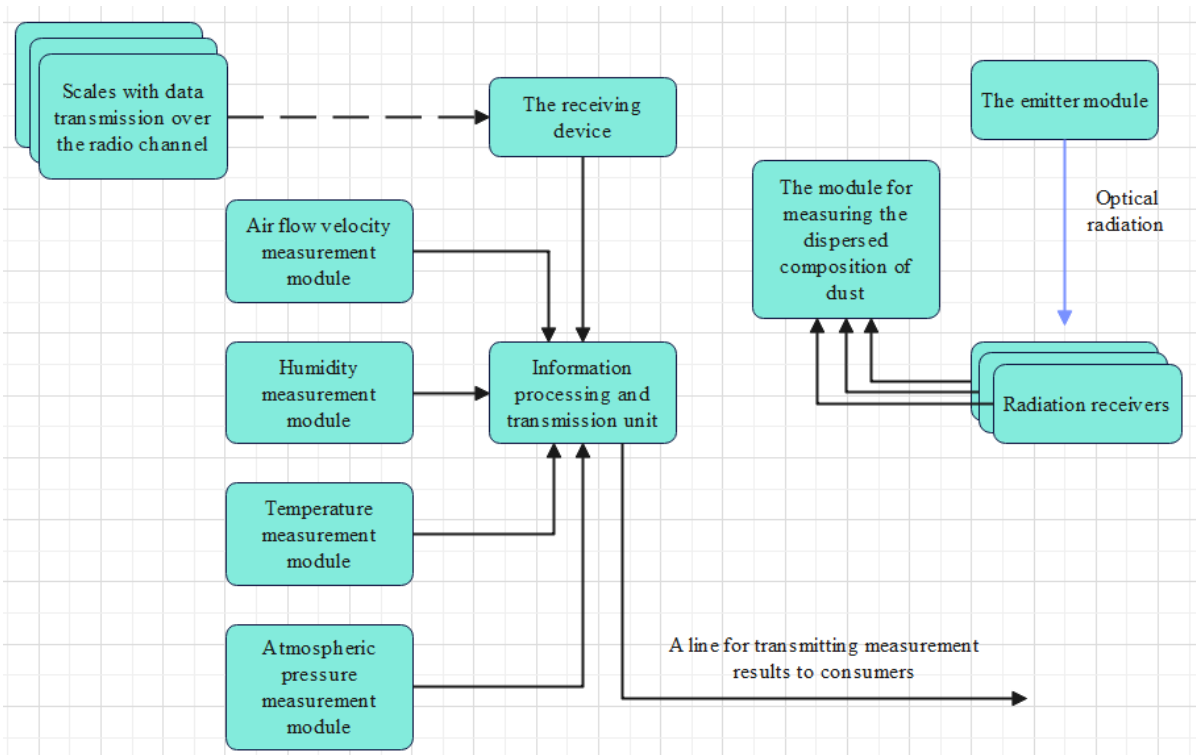 Scales with data
transmission over
the radio channel
The receiving
device
The emitter module
The module for
measuring the
dispersed
composition of
dust
Optical
radiation
Air flow velocity
measurement
module
Humidity
measurement
module
Information
processing and
transmission unit
Radiation receivers
Temperature
measurement
module
Atmospheric
pressure
measurement
module
A line for transmitting measurement
results to consumers